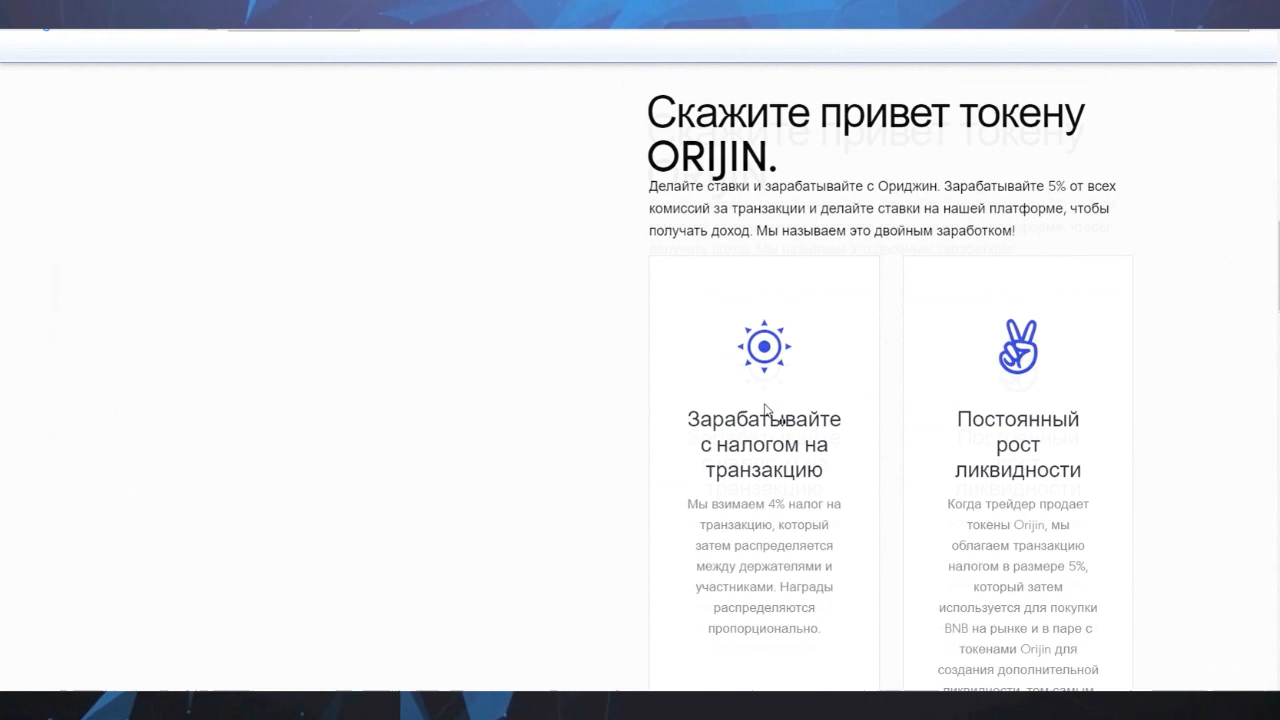 Скажите привет токену
ORIJIN.
Делайте ставки и зарабатывайте с Ориджин. Зарабатывайте 5% от всех
комиссий за транзакции и делайте ставки на нашей платформе, чтобы
получать доход. Мы называем это двойным заработком!
Зарабатывайте
с налогом на
транзакцию
Мы взимаем 4% налог на
транзакцию, который
затем распределяется
между держателями и
участниками. Награды
распределяются
пропорционально.
Постоянный
рост
ликвидности
Когда трейдер продает
токены Orijin, мы
облагаем транзакцию
налогом в размере 5%,
который затем
используется для покупки
BNB на рынке и в паре с
токенами Orijin для
создания дополнительной
ликвидности, тем самым